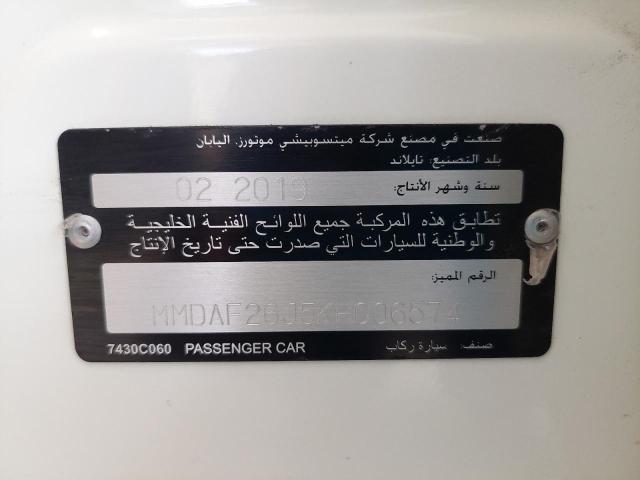 صنعت في مصنع شركة ميتسوبيشي موتورز. اليابان
بلد التصنيع: تايلاند
سنة وشهر الأنتاج: 02 2019
تطابق هذه المركبة جميع اللوائح الفنية الخليجية
والوطنية للسيارات التي صدرت حتى تاريخ الإنتاج
الرقم المميز:
صنف: سيارة ركاب 7430C060 PASSENGER CAR